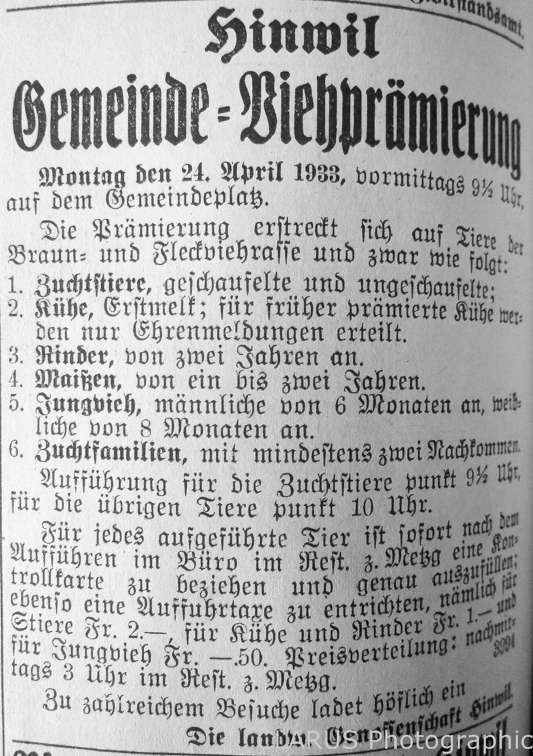 Hinwil
Gemeinde-Viehprämierung
Montag den 24. April 1933, vormittags 9½ Uhr,
auf dem Gemeindeplatz.
Die Prämierung erstreckt sich auf Tiere der
Braun- und Fleckviehrasse und zwar wie folgt:
1. Zuchtstiere, geschaufelte und ungeschaufelte;
2. Kühe, Erstmelk; für früher prämierte Kühe wer-
den nur Ehrenmeldungen erteilt.
3. Rinder, von zwei Jahren an.
4. Maißen, von ein bis zwei Jahren.
5. Jungvieh, männliche von 6 Monaten an, weib-
liche von 8 Monaten an.
6. Zuchtfamilien, mit mindestens zwei Nachkommen.
Aufführung für die Zuchtstiere punkt 9½ Uhr,
für die übrigen Tiere punkt 10 Uhr.
Für jedes aufgeführte Tier ist sofort nach dem
Aufführen im Büro im Rest. z. Metzg eine Kon-
trollkarte zu beziehen und genau auszufüllen;
ebenso eine Auffuhrtaxe zu entrichten, nämlich für
Stiere Fr. 2.—, für Kühe und Rinder Fr. 1.— und
für Jungvieh Fr. —.50. Preisverteilung: nachmit-
tags 3 Uhr im Rest. z. Metzg. 3994
Zu zahlreichem Besuche ladet höflich ein
Die landw. Genossenschaft Hinwil.
DARUS Photographic